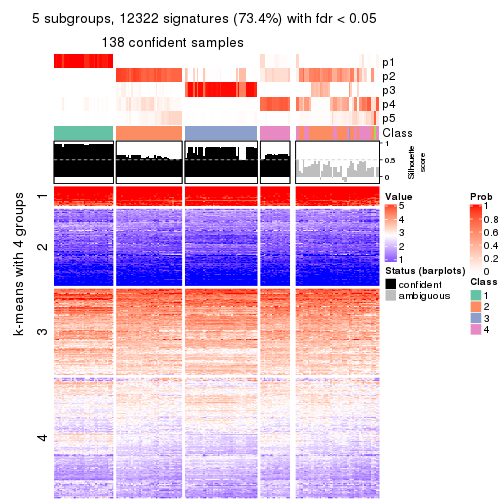 5 subgroups, 12322 signatures (73.4%) with fdr < 0.05
138 confident samples
p1
p2
p3
p4
p5
Class
1
0.5
0
Silhouette
score
k-means with 4 groups
1
2
3
4
Value
5
4
3
2
1
Status (barplots)
confident
ambiguous
Prob
1
0.8
0.6
0.4
0.2
0
Class
1
2
3
4